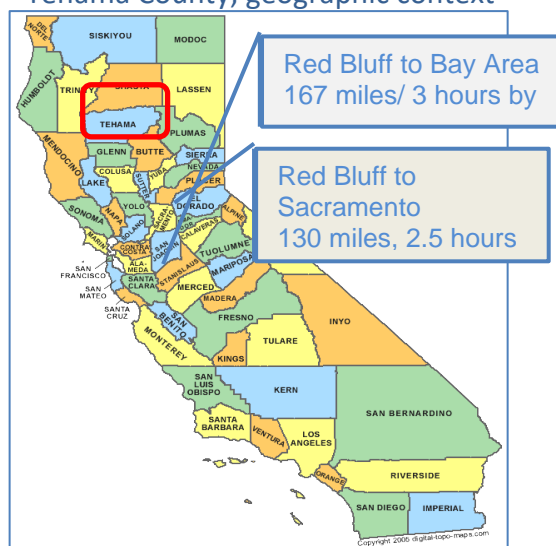 Tehama County, geographic context
DEL NORTE
SISKIYOU
MODOC
HUMBOLDT
TRINITY
SHASTA
LASSEN
TEHAMA
PLUMAS
MENDOCINO
GLENN
BUTTE
SIERRA
LAKE
COLUSA
SUTTER
YUBA
NEVADA
PLACER
SONOMA
NAPA
YOLO
SACRAMENTO
EL DORADO
ALPINE
MARIN
SOLANO
CONTRA COSTA
SAN JOAQUIN
CALAVERAS
TUOLUMNE
SAN FRANCISCO
ALA-
MEDA
STANISLAUS
MARIPOSA
SAN MATEO
SANTA CLARA
MERCED
MADERA
SANTA CRUZ
SAN BENITO
FRESNO
INYO
MONTEREY
KINGS
TULARE
SAN LUIS OBISPO
KERN
SAN BERNARDINO
SANTA BARBARA
VENTURA
LOS ANGELES
ORANGE
RIVERSIDE
SAN DIEGO
IMPERIAL
Copyright 2005 digital-topo-maps.com
Red Bluff to Bay Area
167 miles/ 3 hours by
Red Bluff to
Sacramento
130 miles, 2.5 hours